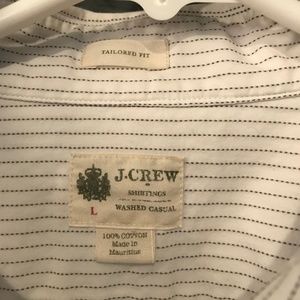 TAILORED FIT
J.CREW
SHIRTINGS
L
WASHED CASUAL
100% COTTON
Made in
Mauritius